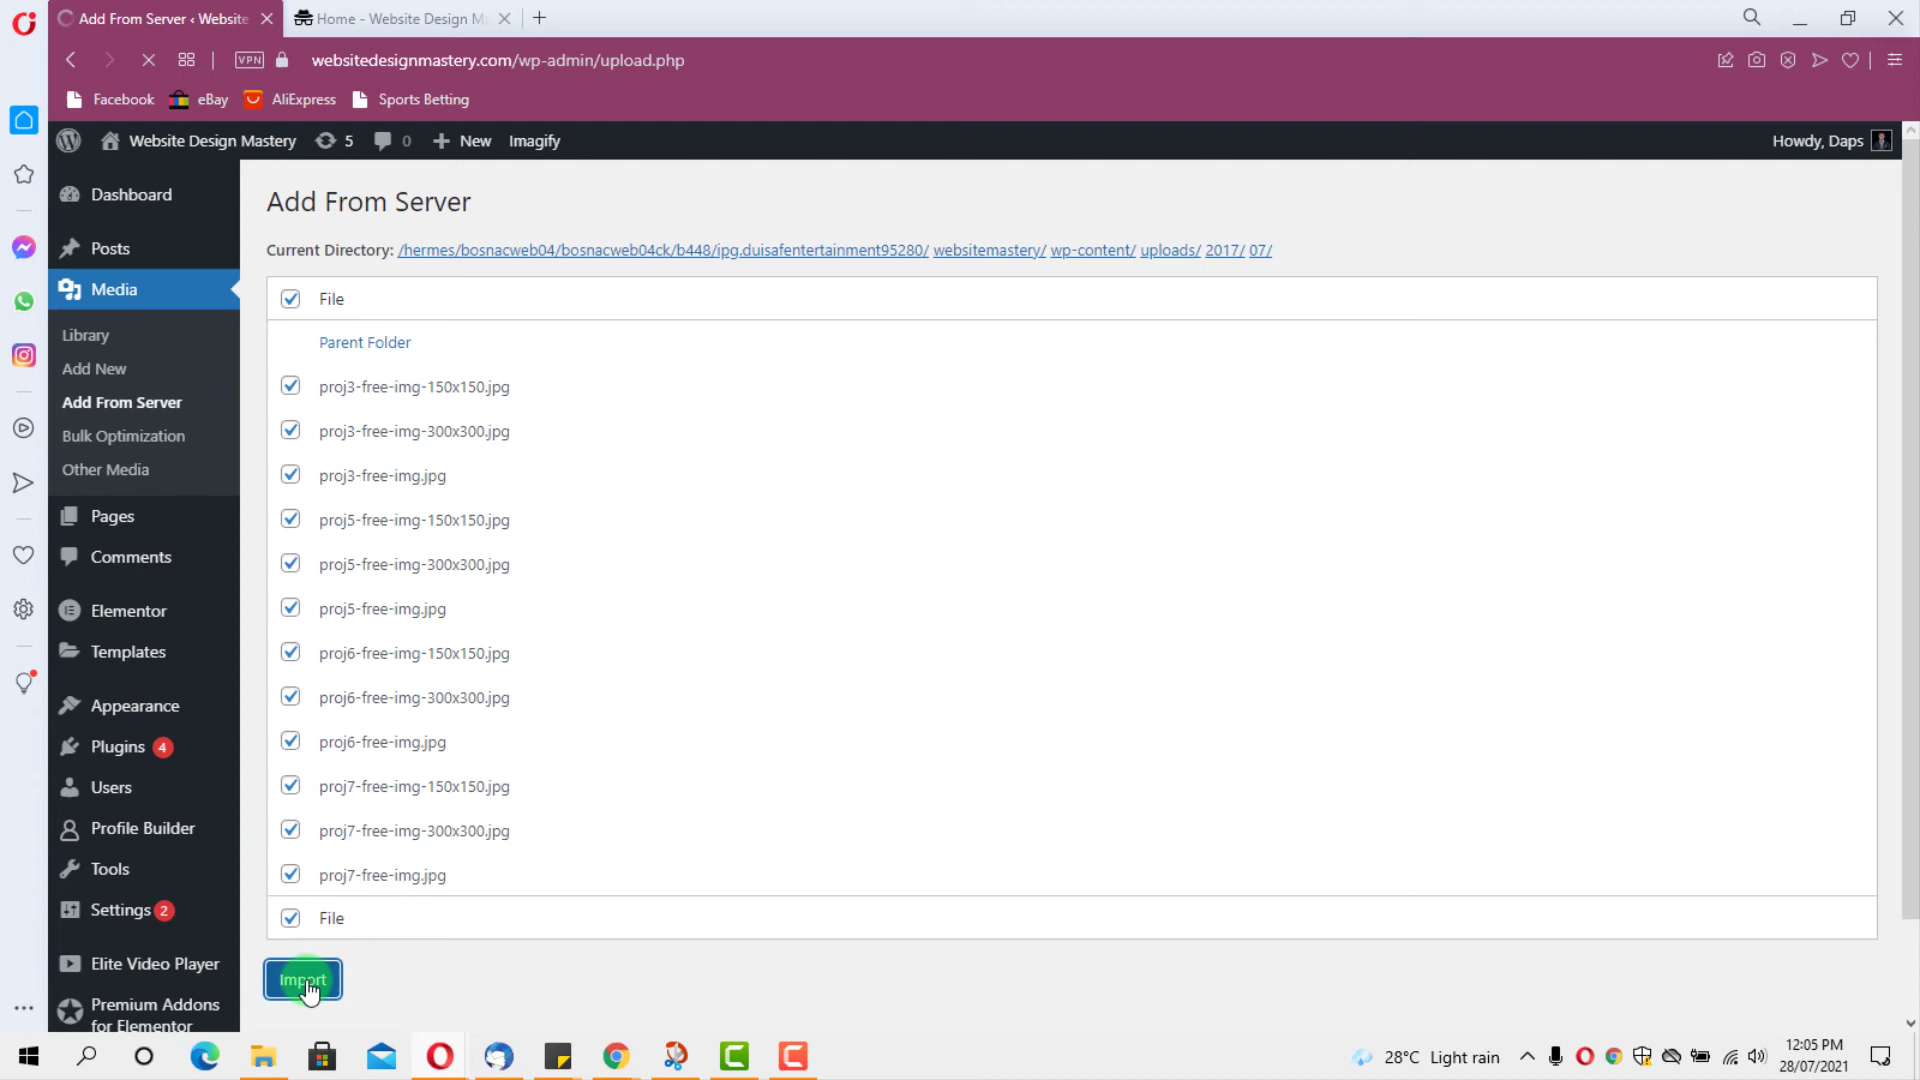 Add From Server ‹ Website
Home - Website Design M
VPN
websitedesignmastery.com/wp-admin/upload.php
Facebook
eBay
AliExpress
Sports Betting
Website Design Mastery
5
0
New
Imagify
Howdy, Daps
Dashboard
Posts
Media
Library
Add New
Add From Server
Bulk Optimization
Other Media
Pages
Comments
Elementor
Templates
Appearance
Plugins 4
Users
Profile Builder
Tools
Settings 2
Elite Video Player
Premium Addons
for Elementor
Add From Server
Current Directory: /hermes/bosnacweb04/bosnacweb04ck/b448/ipg.duisafentertainment95280/ websitemastery/ wp-content/ uploads/ 2017/ 07/
File
Parent Folder
proj3-free-img-150x150.jpg
proj3-free-img-300x300.jpg
proj3-free-img.jpg
proj5-free-img-150x150.jpg
proj5-free-img-300x300.jpg
proj5-free-img.jpg
proj6-free-img-150x150.jpg
proj6-free-img-300x300.jpg
proj6-free-img.jpg
proj7-free-img-150x150.jpg
proj7-free-img-300x300.jpg
proj7-free-img.jpg
File
Import
28°C Light rain
12:05 PM
28/07/2021